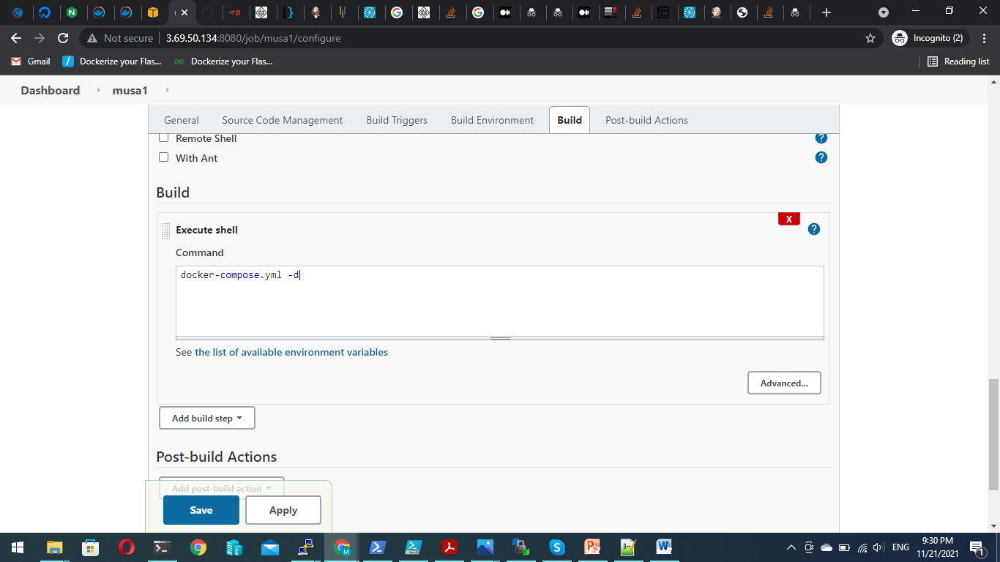 Not secure
3.69.50.134:8080/job/musa1/configure
Incognito (2)
Gmail
Dockerize your Flas...
Dockerize your Flas...
Reading list
Dashboard
musa1
General
Source Code Management
Build Triggers
Build Environment
Build
Post-build Actions
Remote Shell
With Ant
Build
X
Execute shell
Command
docker-compose.yml -d
See the list of available environment variables
Advanced...
Add build step
Post-build Actions
Add post-build action
Save
Apply
ENG
9:30 PM
11/21/2021
1